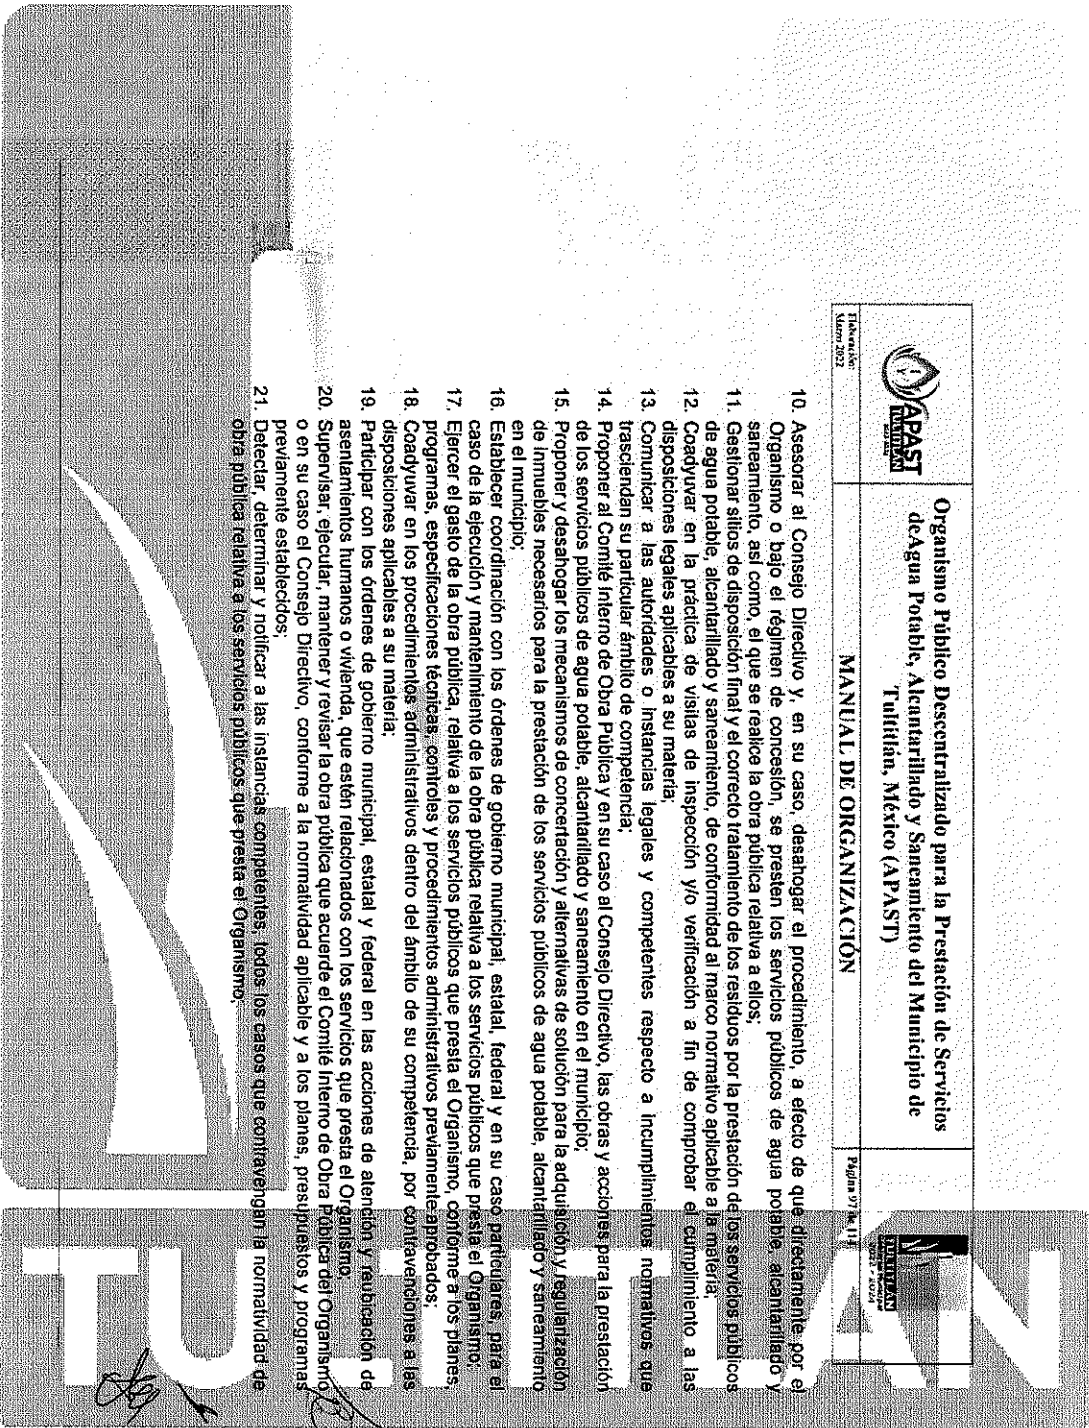 APAST
TULTITLÁN
Organismo Público Descentralizado para la Prestación de Servicios
deAgua Potable, Alcantarillado y Saneamiento del Municipio de
Tultitlán, México (APAST)
TULTITLÁN
Elaboración:
Marzo 2022
MANUAL DE ORGANIZACIÓN
Página 97 de
10. Asesorar al Consejo Directivo y, en su caso, desahogar el procedimiento, a efecto de que directamente por el
Organismo o bajo el régimen de concesión, se presten los servicios públicos de agua potable, alcantarillado y
saneamiento, así como, el que se realice la obra pública relativa a ellos;
11. Gestionar sitios de disposición final y el correcto tratamiento de los residuos por la prestación de los servicios públicos
de agua potable, alcantarillado y saneamiento, de conformidad al marco normativo aplicable a la materia;
12. Coadyuvar en la práctica de visitas de inspección y/o verificación a fin de comprobar el cumplimiento a las
disposiciones legales aplicables a su materia;
13. Comunicar a las autoridades o instancias legales y competentes respecto a incumplimientos normativos que
trasciendan su particular ámbito de competencia;
14. Proponer al Comité Interno de Obra Pública y en su caso al Consejo Directivo, las obras y acciones para la prestación
de los servicios públicos de agua potable, alcantarillado y saneamiento en el municipio;
15. Proponer y desahogar los mecanismos de concertación y alternativas de solución para la adquisición y regularización
de inmuebles necesarios para la prestación de los servicios públicos de agua potable, alcantarillado y saneamiento
en el municipio;
16. Establecer coordinación con los órdenes de gobierno municipal, estatal, federal y en su caso particulares, para el
caso de la ejecución y mantenimiento de la obra pública relativa a los servicios públicos que presta el Organismo;
17. Ejercer el gasto de la obra pública, relativa a los servicios públicos que presta el Organismo, conforme a los planes,
programas, especificaciones técnicas, controles y procedimientos administrativos previamente aprobados;
18. Coadyuvar en los procedimientos administrativos dentro del ámbito de su competencia, por contravenciones a las
disposiciones aplicables a su materia;
19. Participar con los órdenes de gobierno municipal, estatal y federal en las acciones de atención y reubicación de
asentamientos humanos o vivienda, que estén relacionados con los servicios que presta el Organismo;
20. Supervisar, ejecutar, mantener y revisar la obra pública que acuerde el Comité Interno de Obra Pública del Organismo
o en su caso el Consejo Directivo, conforme a la normatividad aplicable y a los planes, presupuestos y programas
previamente establecidos;
21. Detectar, determinar y notificar a las instancias competentes, todos los casos que contravengan la normatividad de
obra pública relativa a los servicios públicos que presta el Organismo;
TULTITLÁN